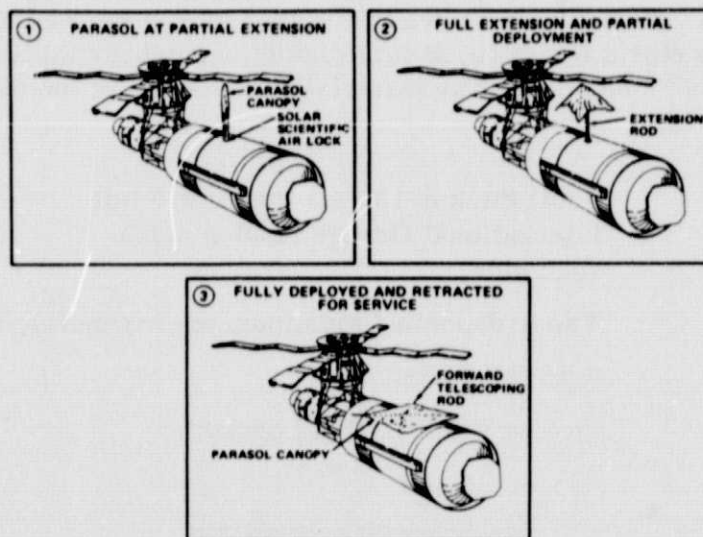 1 PARASOL AT PARTIAL EXTENSION
PARASOL
CANOPY
SOLAR
SCIENTIFIC
AIR LOCK
2 FULL EXTENSION AND PARTIAL
DEPLOYMENT
EXTENSION
ROD
3 FULLY DEPLOYED AND RETRACTED
FOR SERVICE
FORWARD
TELESCOPING
ROD
PARASOL CANOPY